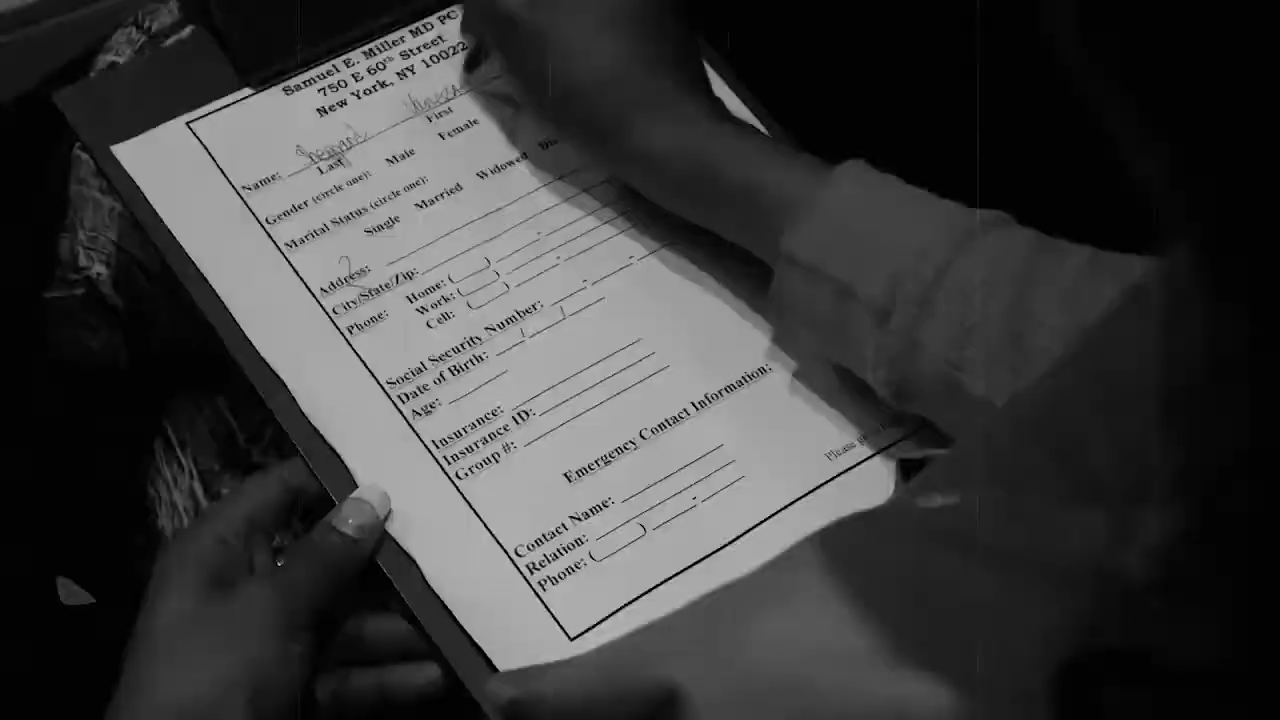 Samuel E. Miller MD PC
750 E 60th Street
New York, NY 10022
Name: Sheppard
Last First
Gender (circle one): Male Female
Marital Status (circle one):
Single Married Widowed
Address:
City/State/Zip:
Phone: Home: ( ) -
Work: ( ) -
Cell: ( ) -
Social Security Number: - -
Date of Birth: / /
Age:
Insurance:
Insurance ID:
Group #:
Emergency Contact Information:
Contact Name:
Relation:
Phone: ( ) -
Please